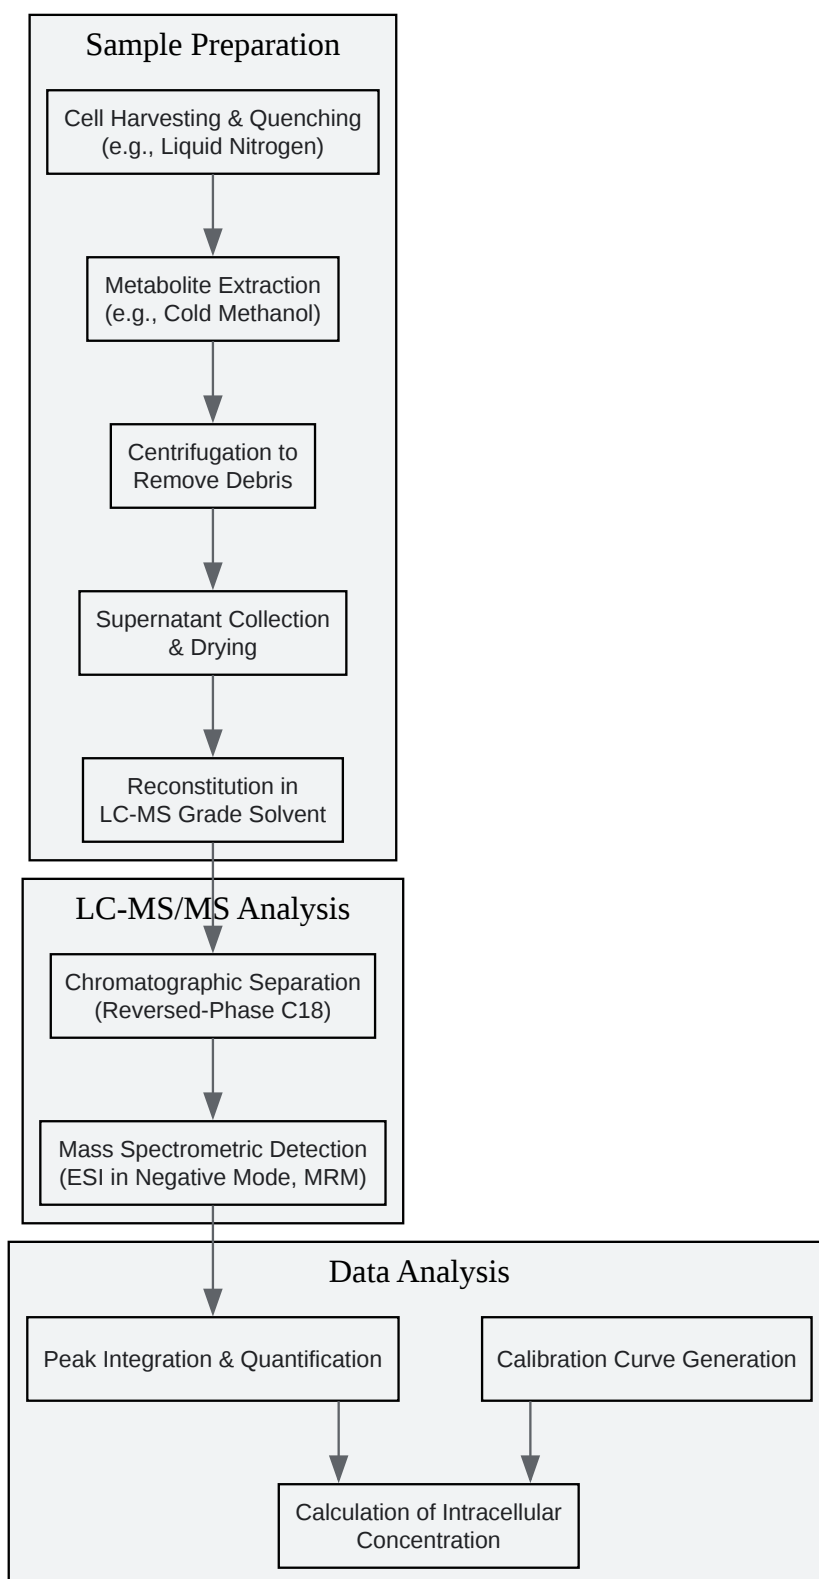 Sample Preparation
Cell Harvesting & Quenching
(e.g., Liquid Nitrogen)
Metabolite Extraction
(e.g., Cold Methanol)
Centrifugation to
Remove Debris
Supernatant Collection
& Drying
Reconstitution in
LC-MS Grade Solvent
LC-MS/MS Analysis
Chromatographic Separation
(Reversed-Phase C18)
Mass Spectrometric Detection
(ESI in Negative Mode, MRM)
Data Analysis
Peak Integration & Quantification
Calibration Curve Generation
Calculation of Intracellular
Concentration